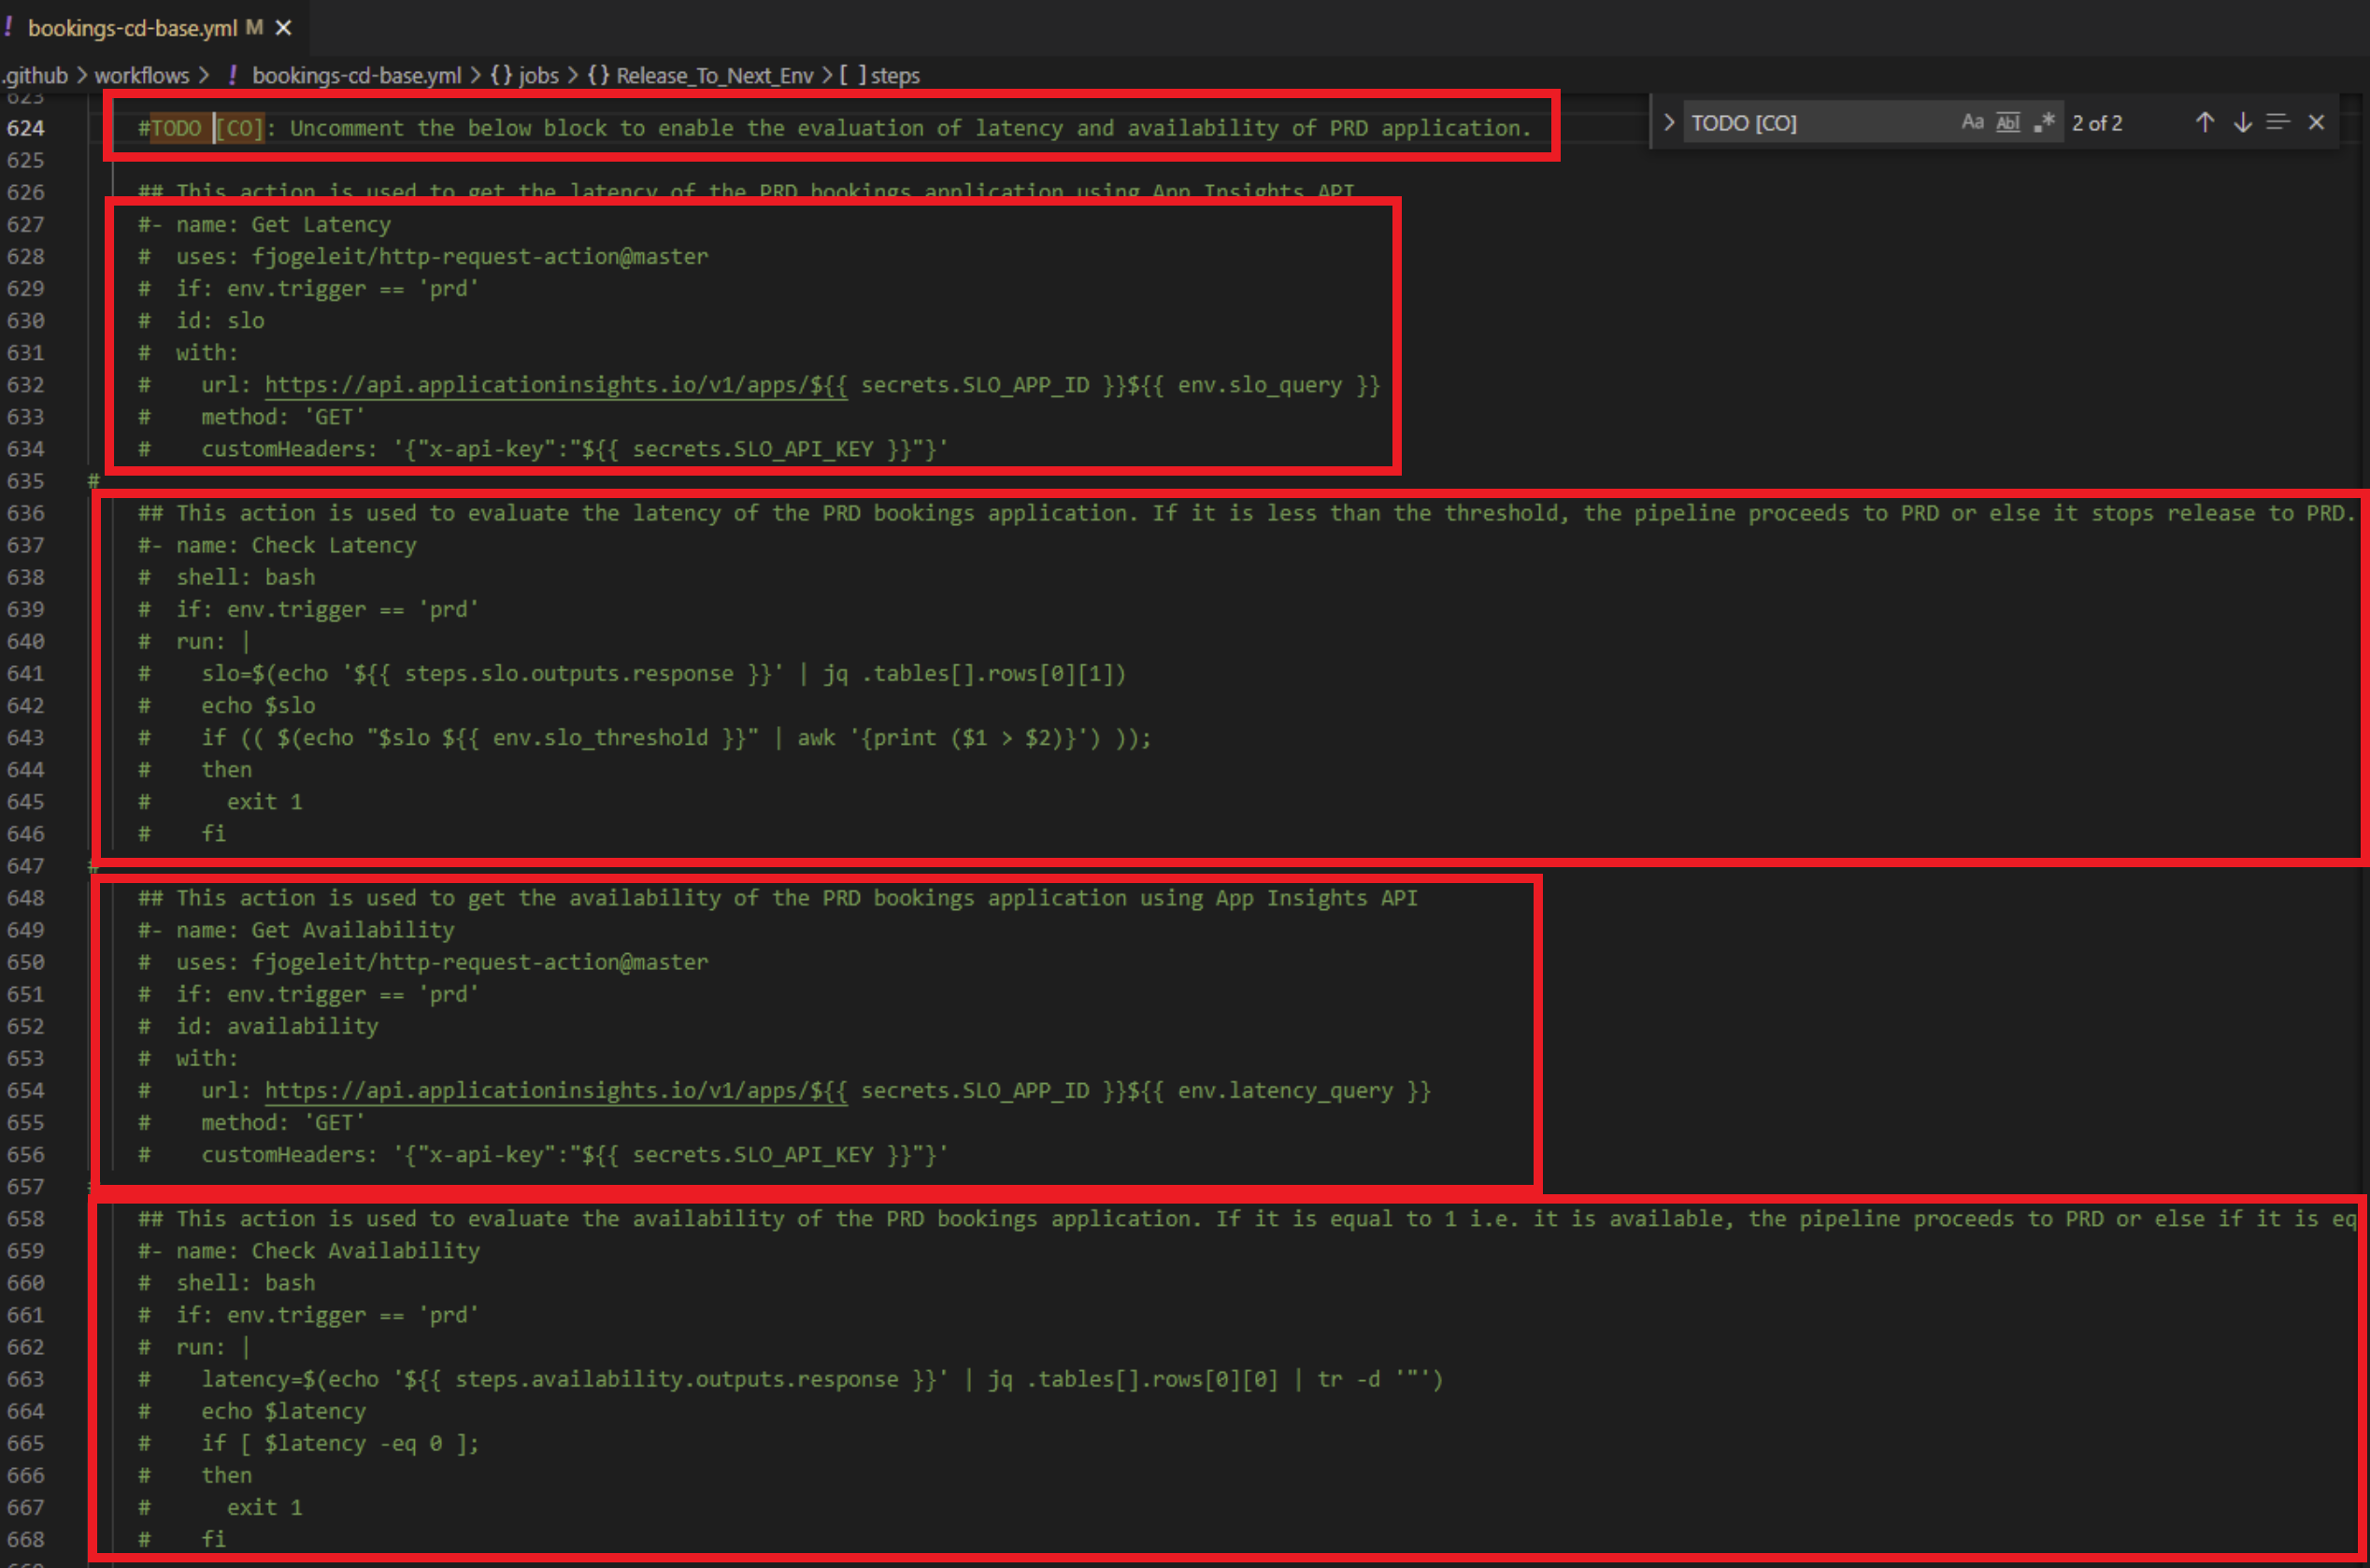 ! bookings-cd-base.yml M ×
.github > workflows > ! bookings-cd-base.yml > {} jobs > {} Release_To_Next_Env > [ ] steps
623
624 #TODO [CO]: Uncomment the below block to enable the evaluation of latency and availability of PRD application.
> TODO [CO] Aa Abl .* 2 of 2
625
626 ## This action is used to get the latency of the PRD bookings application using App Insights API
627 #- name: Get Latency
628 #  uses: fjogeleit/http-request-action@master
629 #  if: env.trigger == 'prd'
630 #  id: slo
631 #  with:
632 #    url: https://api.applicationinsights.io/v1/apps/${{ secrets.SLO_APP_ID }}${{ env.slo_query }}
633 #    method: 'GET'
634 #    customHeaders: '{"x-api-key":"${{ secrets.SLO_API_KEY }}"}'
635 #
636 ## This action is used to evaluate the latency of the PRD bookings application. If it is less than the threshold, the pipeline proceeds to PRD or else it stops release to PRD.
637 #- name: Check Latency
638 #  shell: bash
639 #  if: env.trigger == 'prd'
640 #  run: |
641 #    slo=$(echo '${{ steps.slo.outputs.response }}' | jq .tables[].rows[0][1])
642 #    echo $slo
643 #    if (( $(echo "$slo ${{ env.slo_threshold }}" | awk '{print ($1 > $2)}') ));
644 #    then
645 #      exit 1
646 #    fi
647 #
648 ## This action is used to get the availability of the PRD bookings application using App Insights API
649 #- name: Get Availability
650 #  uses: fjogeleit/http-request-action@master
651 #  if: env.trigger == 'prd'
652 #  id: availability
653 #  with:
654 #    url: https://api.applicationinsights.io/v1/apps/${{ secrets.SLO_APP_ID }}${{ env.latency_query }}
655 #    method: 'GET'
656 #    customHeaders: '{"x-api-key":"${{ secrets.SLO_API_KEY }}"}'
657 #
658 ## This action is used to evaluate the availability of the PRD bookings application. If it is equal to 1 i.e. it is available, the pipeline proceeds to PRD or else if it is eq
659 #- name: Check Availability
660 #  shell: bash
661 #  if: env.trigger == 'prd'
662 #  run: |
663 #    latency=$(echo '${{ steps.availability.outputs.response }}' | jq .tables[].rows[0][0] | tr -d '"')
664 #    echo $latency
665 #    if [ $latency -eq 0 ];
666 #    then
667 #      exit 1
668 #    fi